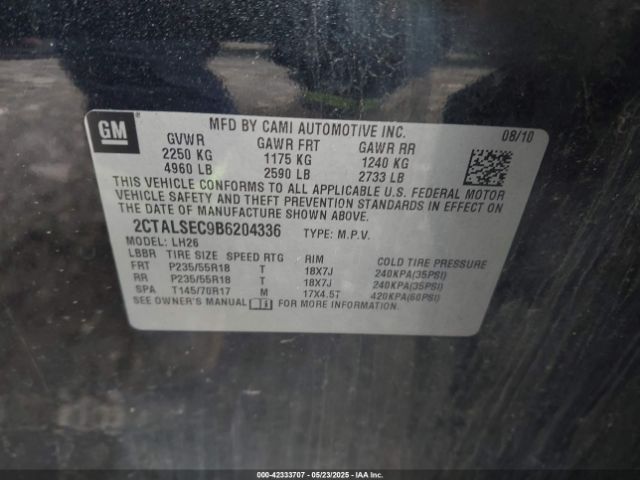 GM
MFD BY CAMI AUTOMOTIVE INC. 08/10
GVWR GAWR FRT GAWR RR
2250 KG 1175 KG 1240 KG
4960 LB 2590 LB 2733 LB
THIS VEHICLE CONFORMS TO ALL APPLICABLE U.S. FEDERAL MOTOR
VEHICLE SAFETY AND THEFT PREVENTION STANDARDS IN EFFECT ON
THE DATE OF MANUFACTURE SHOWN ABOVE.
2CTALSEC9B6204336 TYPE: M.P.V.
MODEL: LH26
LBBR TIRE SIZE SPEED RTG RIM COLD TIRE PRESSURE
FRT P235/55R18 T 18X7J 240KPA(35PSI)
RR P235/55R18 T 18X7J 240KPA(35PSI)
SPA T145/70R17 M 17X4.5T 420KPA(60PSI)
SEE OWNER'S MANUAL FOR MORE INFORMATION.
000-42333707 - 05/23/2025 - IAAI.COM